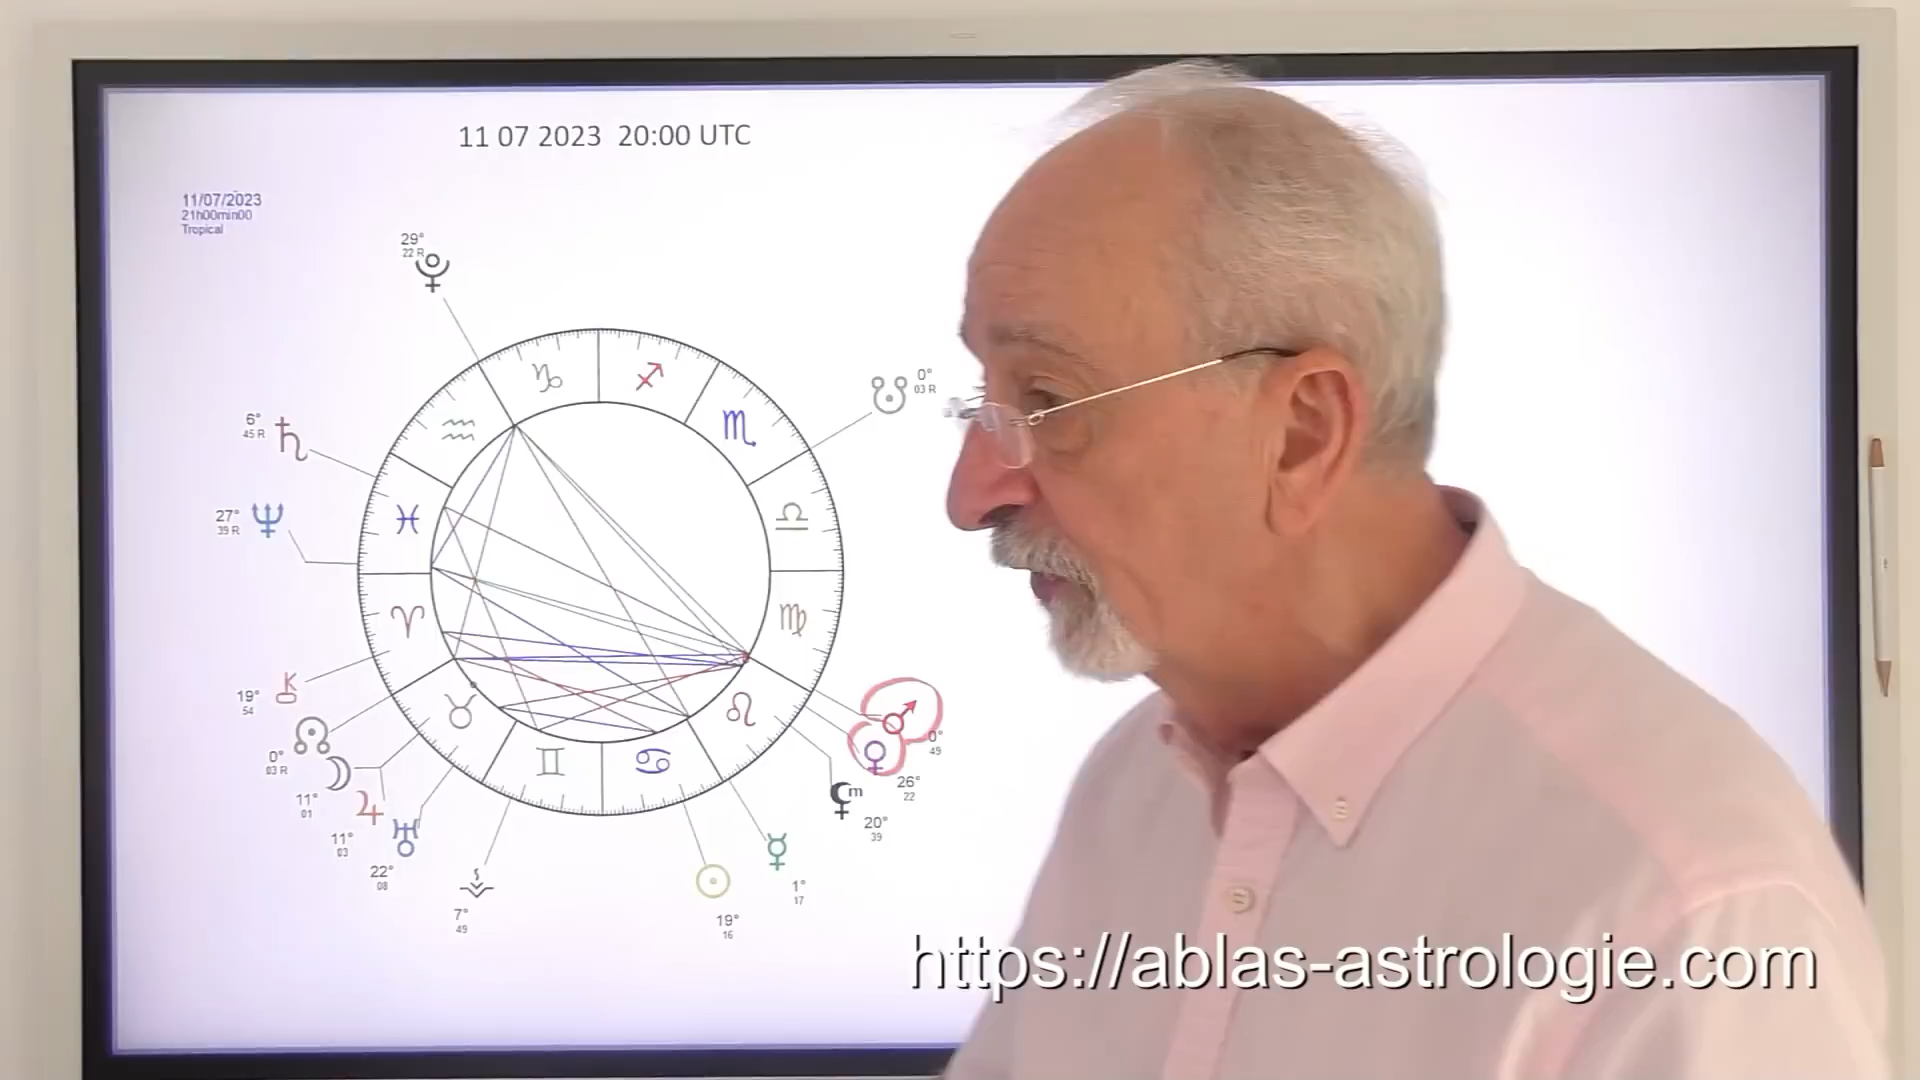 11 07 2023 20:00 UTC
11/07/2023
21h00min00
Tropical
29°
22 R
0°
03 R
6°
45 R
27°
39 R
19°
54
0°
03 R
11°
01
11°
03
22°
08
7°
49
19°
16
1°
17
m
20°
39
26°
22
0°
49
https://ablas-astrologie.com